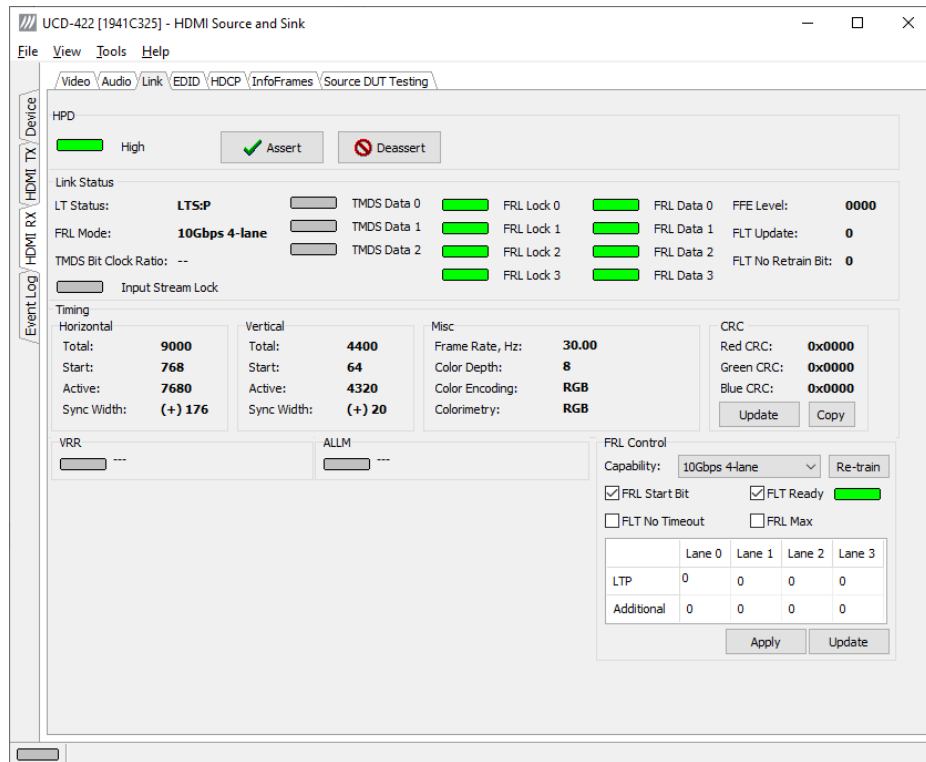 UCD-422 [1941C325] - HDMI Source and Sink
File View Tools Help
Video Audio Link EDID HDCP InfoFrames Source DUT Testing
Device
HDMI TX
HDMI RX
Event Log
HPD
High Assert Deassert
Link Status
LT Status: LTS:P TMDS Data 0 FRL Lock 0 FRL Data 0 FFE Level: 0000
FRL Mode: 10Gbps 4-lane TMDS Data 1 FRL Lock 1 FRL Data 1 FLT Update: 0
TMDS Bit Clock Ratio: -- TMDS Data 2 FRL Lock 2 FRL Data 2 FLT No Retrain Bit: 0
Input Stream Lock FRL Lock 3 FRL Data 3
Timing
Horizontal Vertical Misc CRC
Total: 9000 Total: 4400 Frame Rate, Hz: 30.00 Red CRC: 0x0000
Start: 768 Start: 64 Color Depth: 8 Green CRC: 0x0000
Active: 7680 Active: 4320 Color Encoding: RGB Blue CRC: 0x0000
Sync Width: (+) 176 Sync Width: (+) 20 Colorimetry: RGB Update Copy
VRR ALLM FRL Control
--- ---
Capability: 10Gbps 4-lane Re-train
FRL Start Bit FLT Ready
FLT No Timeout FRL Max
Lane 0 Lane 1 Lane 2 Lane 3
LTP 0 0 0 0
Additional 0 0 0 0
Apply Update